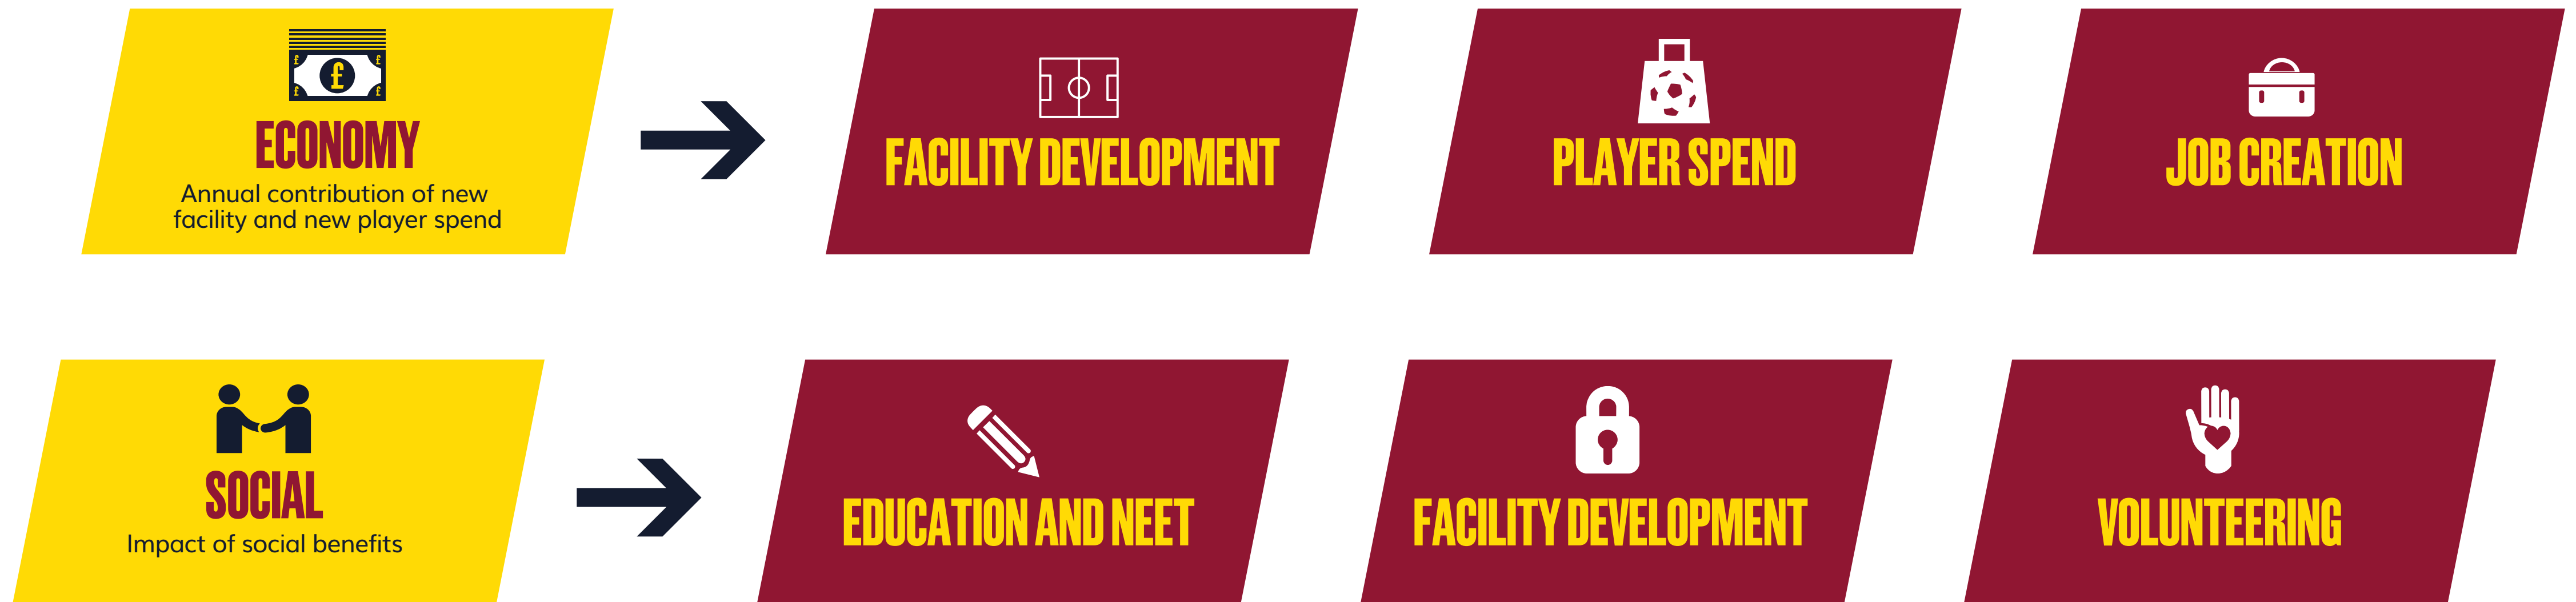 ECONOMY
Annual contribution of new
facility and new player spend
FACILITY DEVELOPMENT
PLAYER SPEND
JOB CREATION
SOCIAL
Impact of social benefits
EDUCATION AND NEET
FACILITY DEVELOPMENT
VOLUNTEERING